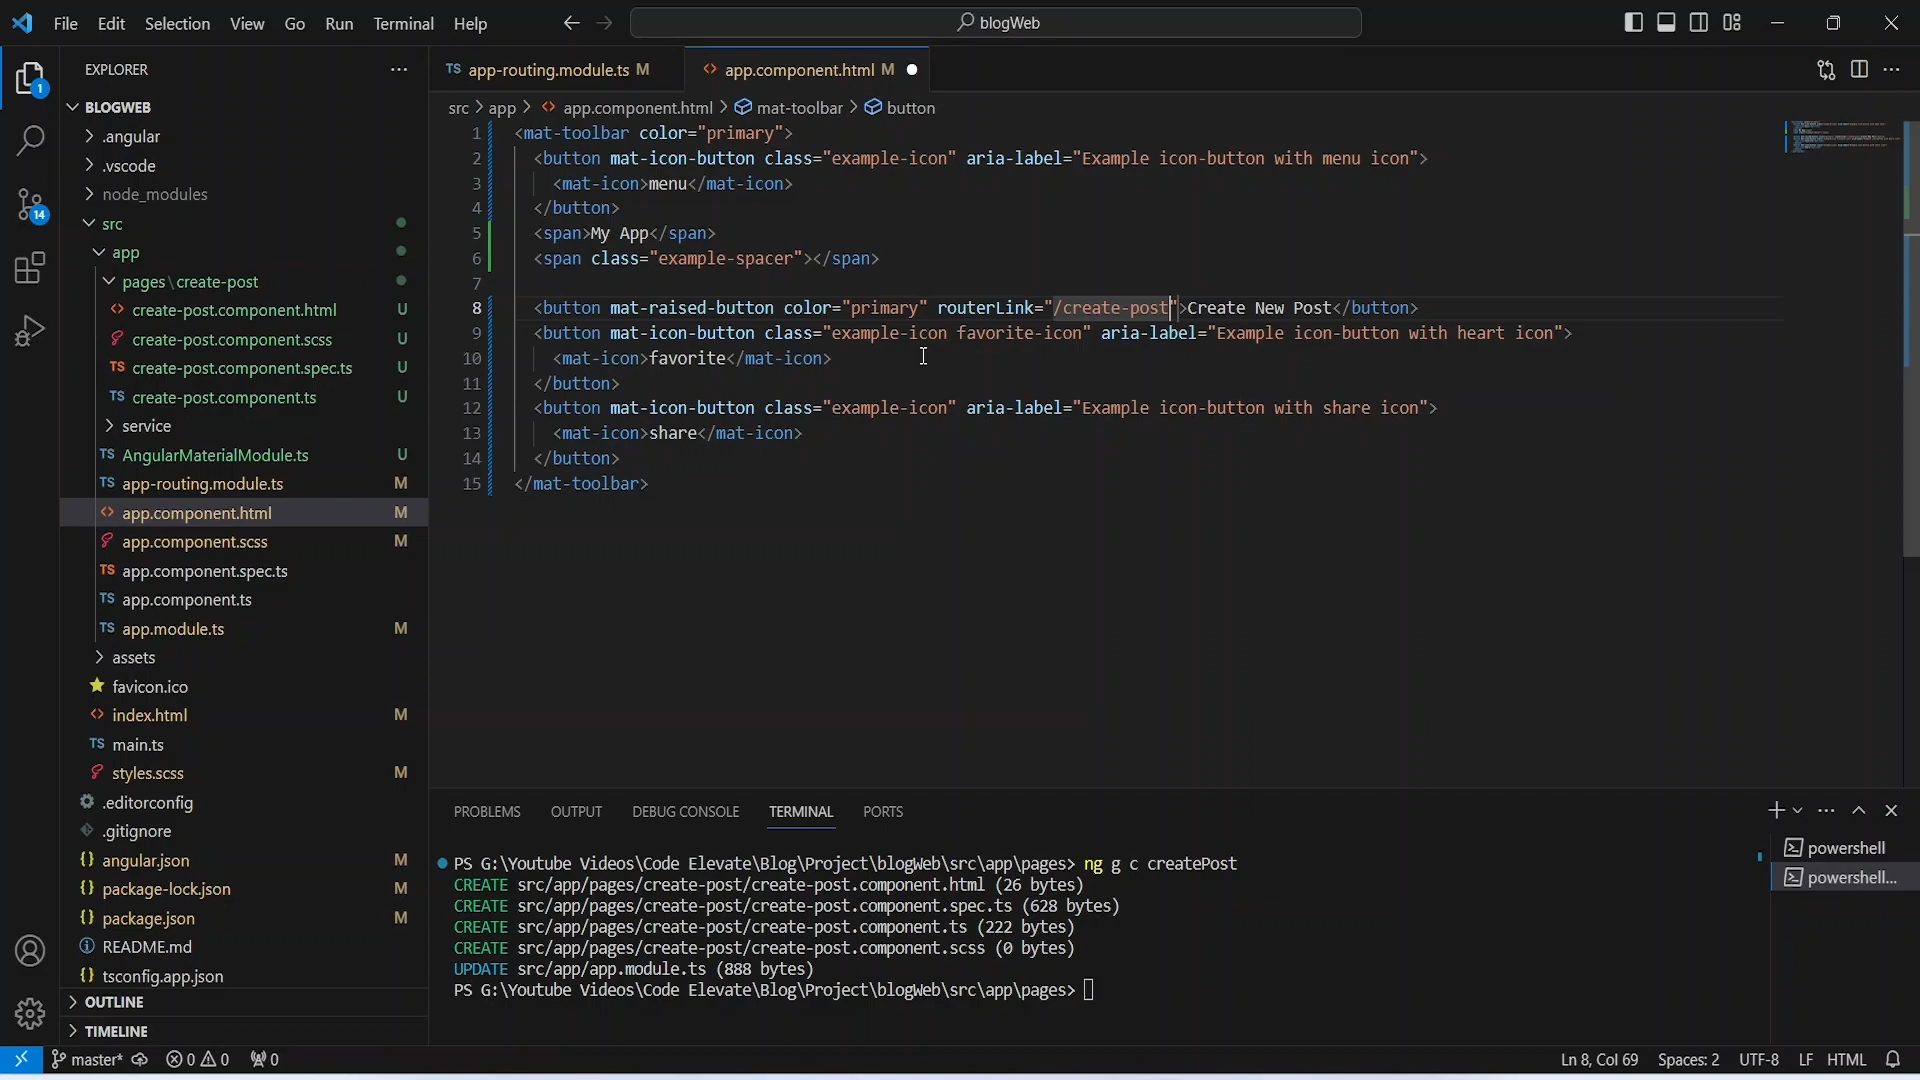 File Edit Selection View Go Run Terminal Help
blogWeb
EXPLORER
BLOGWEB
.angular
.vscode
node_modules
src
app
pages\create-post
create-post.component.html U
create-post.component.scss U
TS create-post.component.spec.ts U
TS create-post.component.ts U
service
TS AngularMaterialModule.ts U
TS app-routing.module.ts M
<> app.component.html M
app.component.scss M
TS app.component.spec.ts
TS app.component.ts
TS app.module.ts M
assets
favicon.ico
<> index.html M
TS main.ts
styles.scss M
.editorconfig
.gitignore
{} angular.json M
{} package-lock.json M
{} package.json M
README.md
{} tsconfig.app.json
OUTLINE
TIMELINE
1
14
TS app-routing.module.ts M
<> app.component.html M
src > app > <> app.component.html > mat-toolbar > button
1 <mat-toolbar color="primary">
2 <button mat-icon-button class="example-icon" aria-label="Example icon-button with menu icon">
3 <mat-icon>menu</mat-icon>
4 </button>
5 <span>My App</span>
6 <span class="example-spacer"></span>
7
8 <button mat-raised-button color="primary" routerLink="/create-post">Create New Post</button>
9 <button mat-icon-button class="example-icon favorite-icon" aria-label="Example icon-button with heart icon">
10 <mat-icon>favorite</mat-icon>
11 </button>
12 <button mat-icon-button class="example-icon" aria-label="Example icon-button with share icon">
13 <mat-icon>share</mat-icon>
14 </button>
15 </mat-toolbar>
PROBLEMS OUTPUT DEBUG CONSOLE TERMINAL PORTS
PS G:\Youtube Videos\Code Elevate\Blog\Project\blogWeb\src\app\pages> ng g c createPost
CREATE src/app/pages/create-post/create-post.component.html (26 bytes)
CREATE src/app/pages/create-post/create-post.component.spec.ts (628 bytes)
CREATE src/app/pages/create-post/create-post.component.ts (222 bytes)
CREATE src/app/pages/create-post/create-post.component.scss (0 bytes)
UPDATE src/app/app.module.ts (888 bytes)
PS G:\Youtube Videos\Code Elevate\Blog\Project\blogWeb\src\app\pages>
powershell
powershell...
master* 0 0 0
Ln 8, Col 69 Spaces: 2 UTF-8 LF HTML